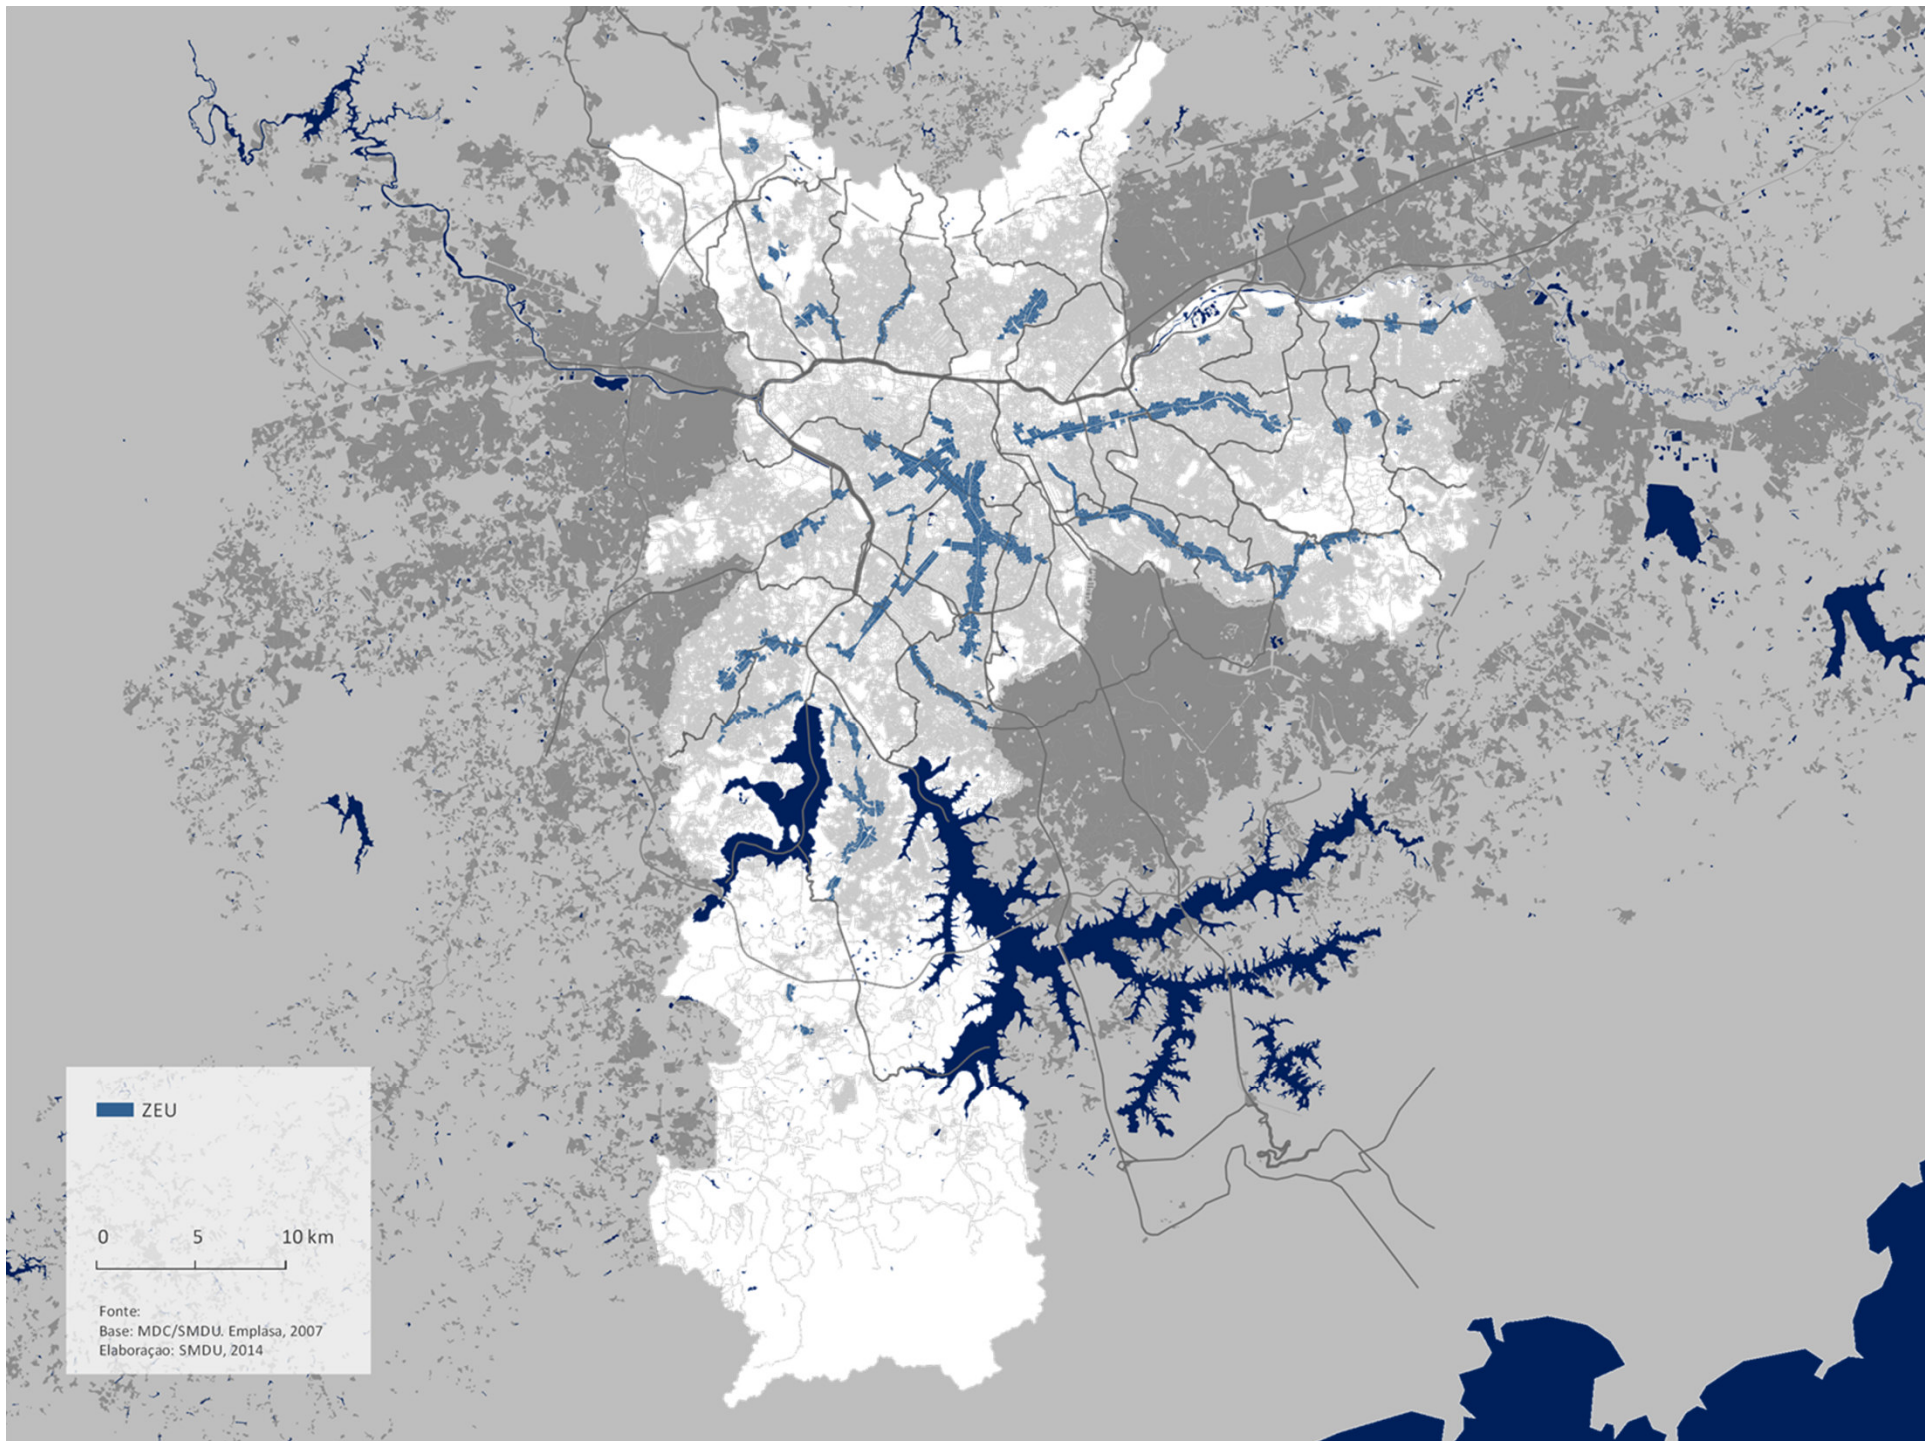 ZEU
0 5 10 km
Fonte:
Base: MDC/SMDU. Emplasa, 2007
Elaboraçao: SMDU, 2014